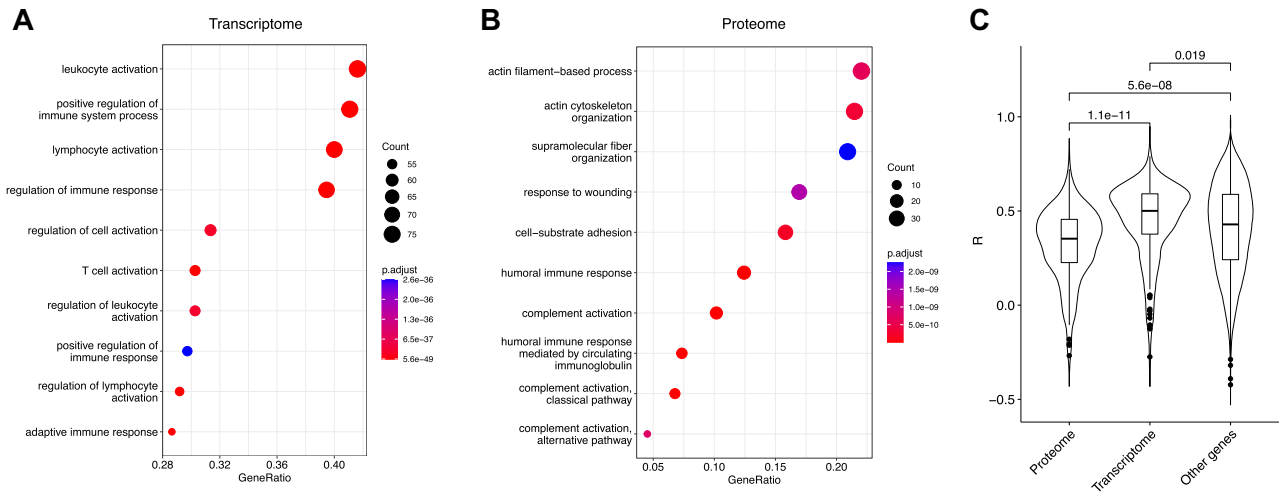 A
Transcriptome
leukocyte activation
positive regulation of
immune system process
lymphocyte activation
regulation of immune response
regulation of cell activation
T cell activation
regulation of leukocyte
activation
positive regulation of
immune response
regulation of lymphocyte
activation
adaptive immune response
0.28 0.32 0.36 0.40
GeneRatio
Count
55
60
65
70
75
p.adjust
2.6e−36
2.0e−36
1.3e−36
6.5e−37
5.6e−49
B
Proteome
actin filament−based process
actin cytoskeleton
organization
supramolecular fiber
organization
response to wounding
cell−substrate adhesion
humoral immune response
complement activation
humoral immune response
mediated by circulating
immunoglobulin
complement activation,
classical pathway
complement activation,
alternative pathway
0.05 0.10 0.15 0.20
GeneRatio
Count
10
20
30
p.adjust
2.0e−09
1.5e−09
1.0e−09
5.0e−10
C
0.019
5.6e−08
1.1e−11
1.0
0.5
0.0
−0.5
R
Proteome
Transcriptome
Other genes